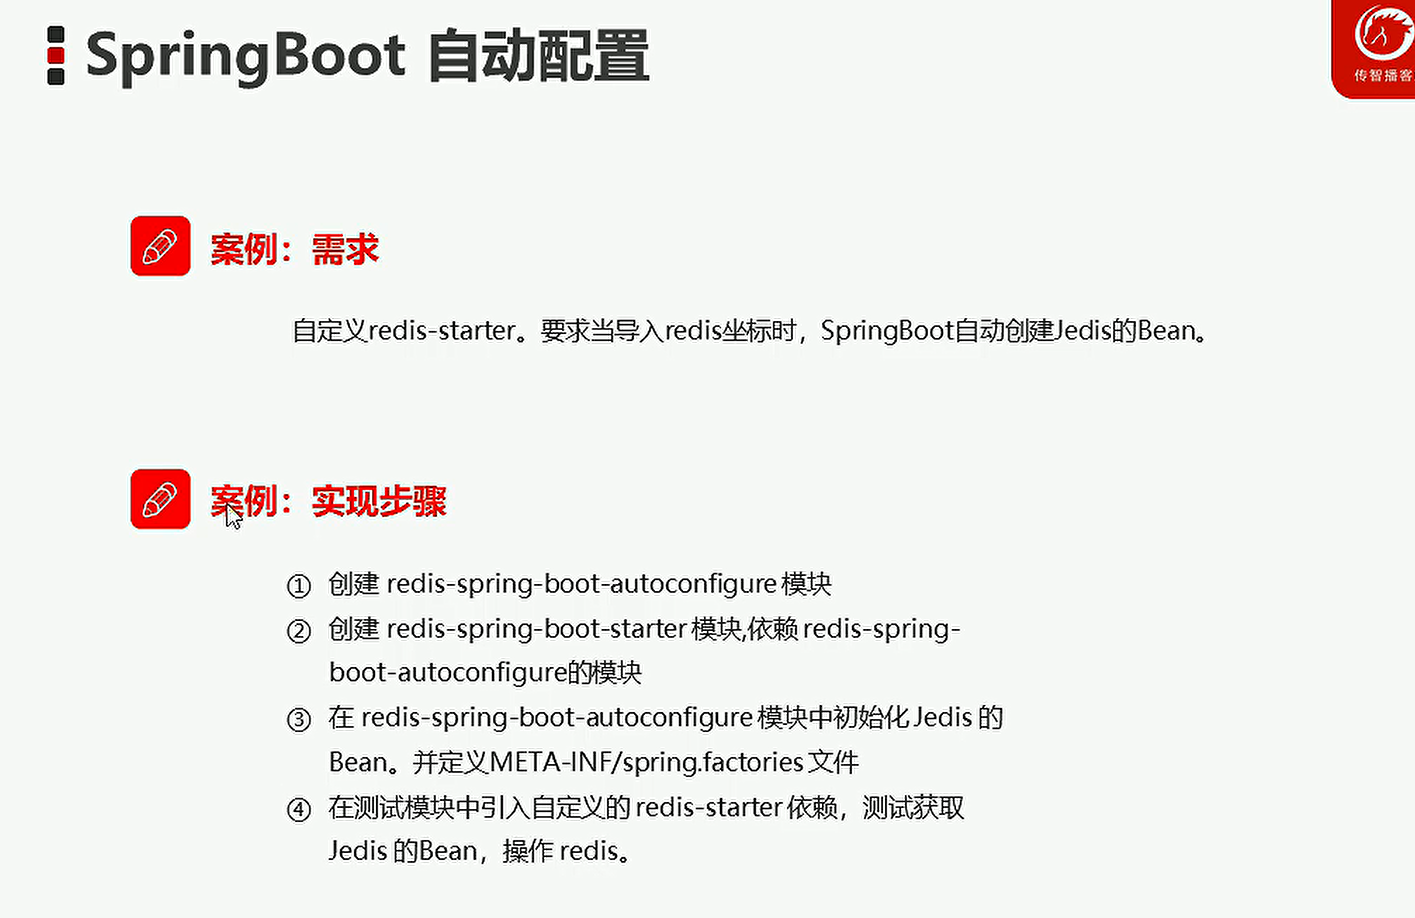 SpringBoot 自动配置
传智播客
案例：需求
自定义redis-starter。要求当导入redis坐标时，SpringBoot自动创建Jedis的Bean。
案例：实现步骤
① 创建 redis-spring-boot-autoconfigure 模块
② 创建 redis-spring-boot-starter 模块,依赖 redis-spring-
boot-autoconfigure的模块
③ 在 redis-spring-boot-autoconfigure 模块中初始化 Jedis 的
Bean。并定义META-INF/spring.factories 文件
④ 在测试模块中引入自定义的 redis-starter 依赖，测试获取
Jedis 的Bean，操作 redis。